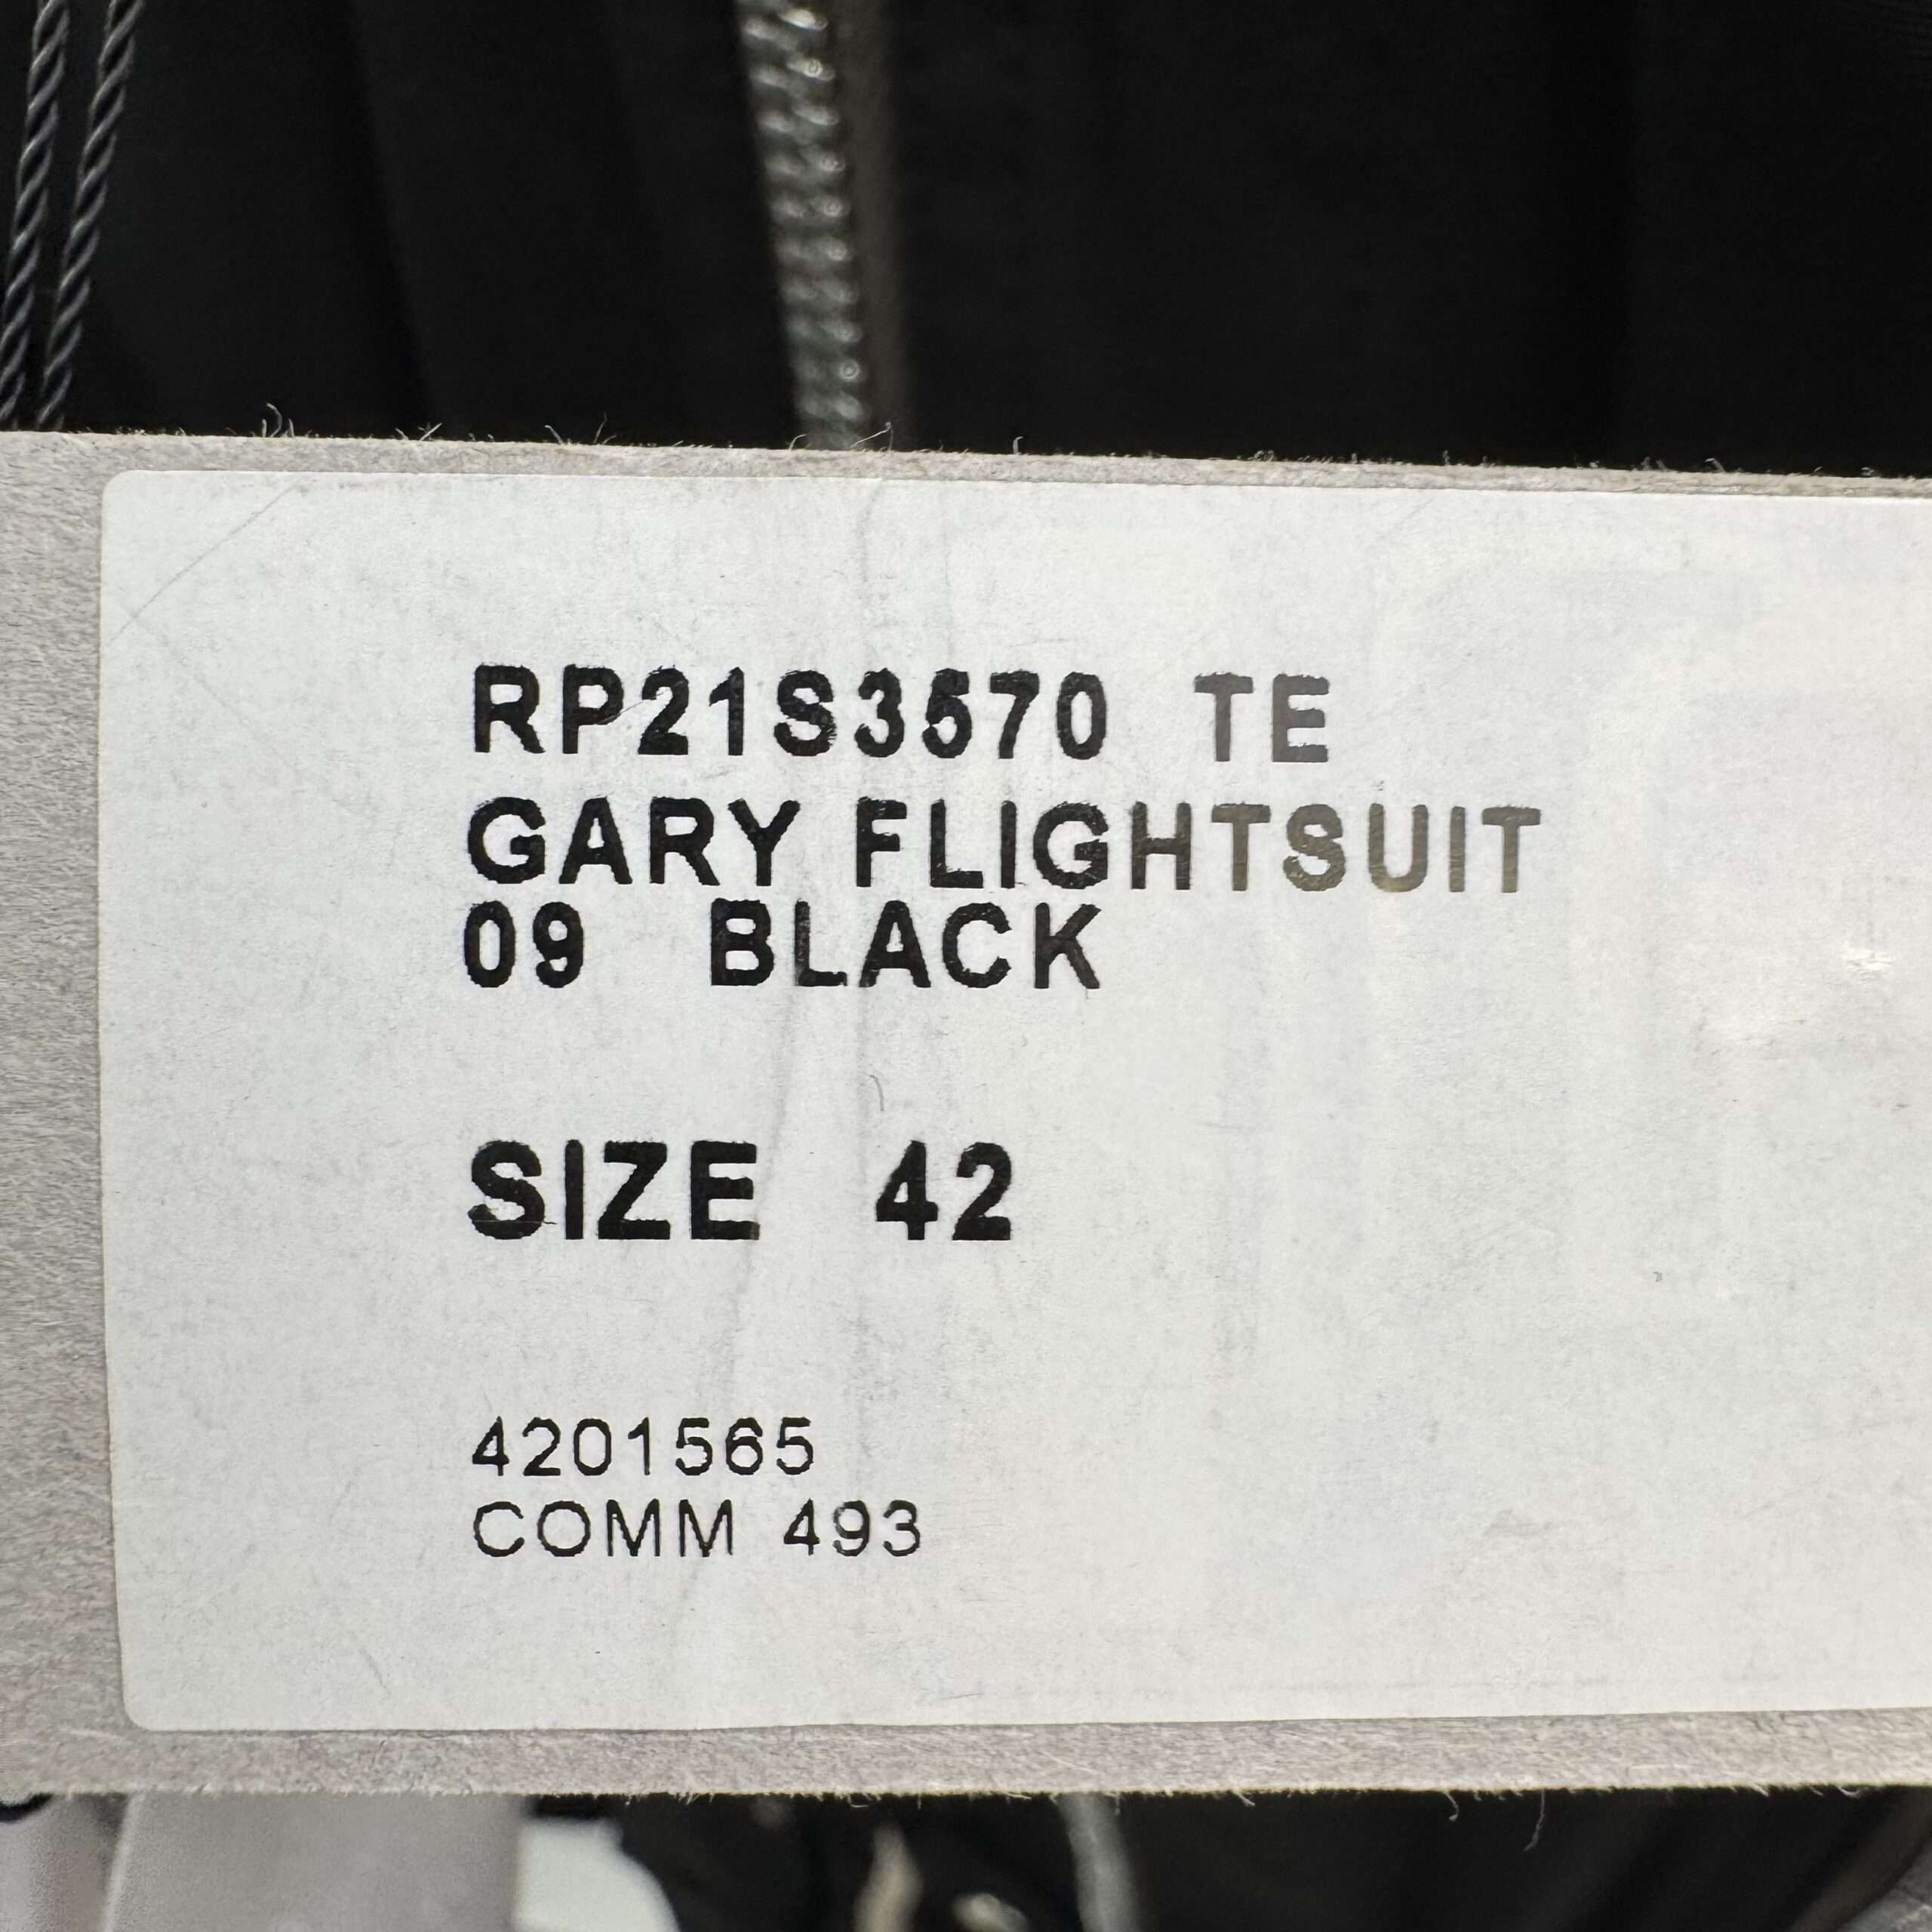 RP21S3570 TE
GARY FLIGHTSUIT
09 BLACK
SIZE 42
4201565
COMM 493